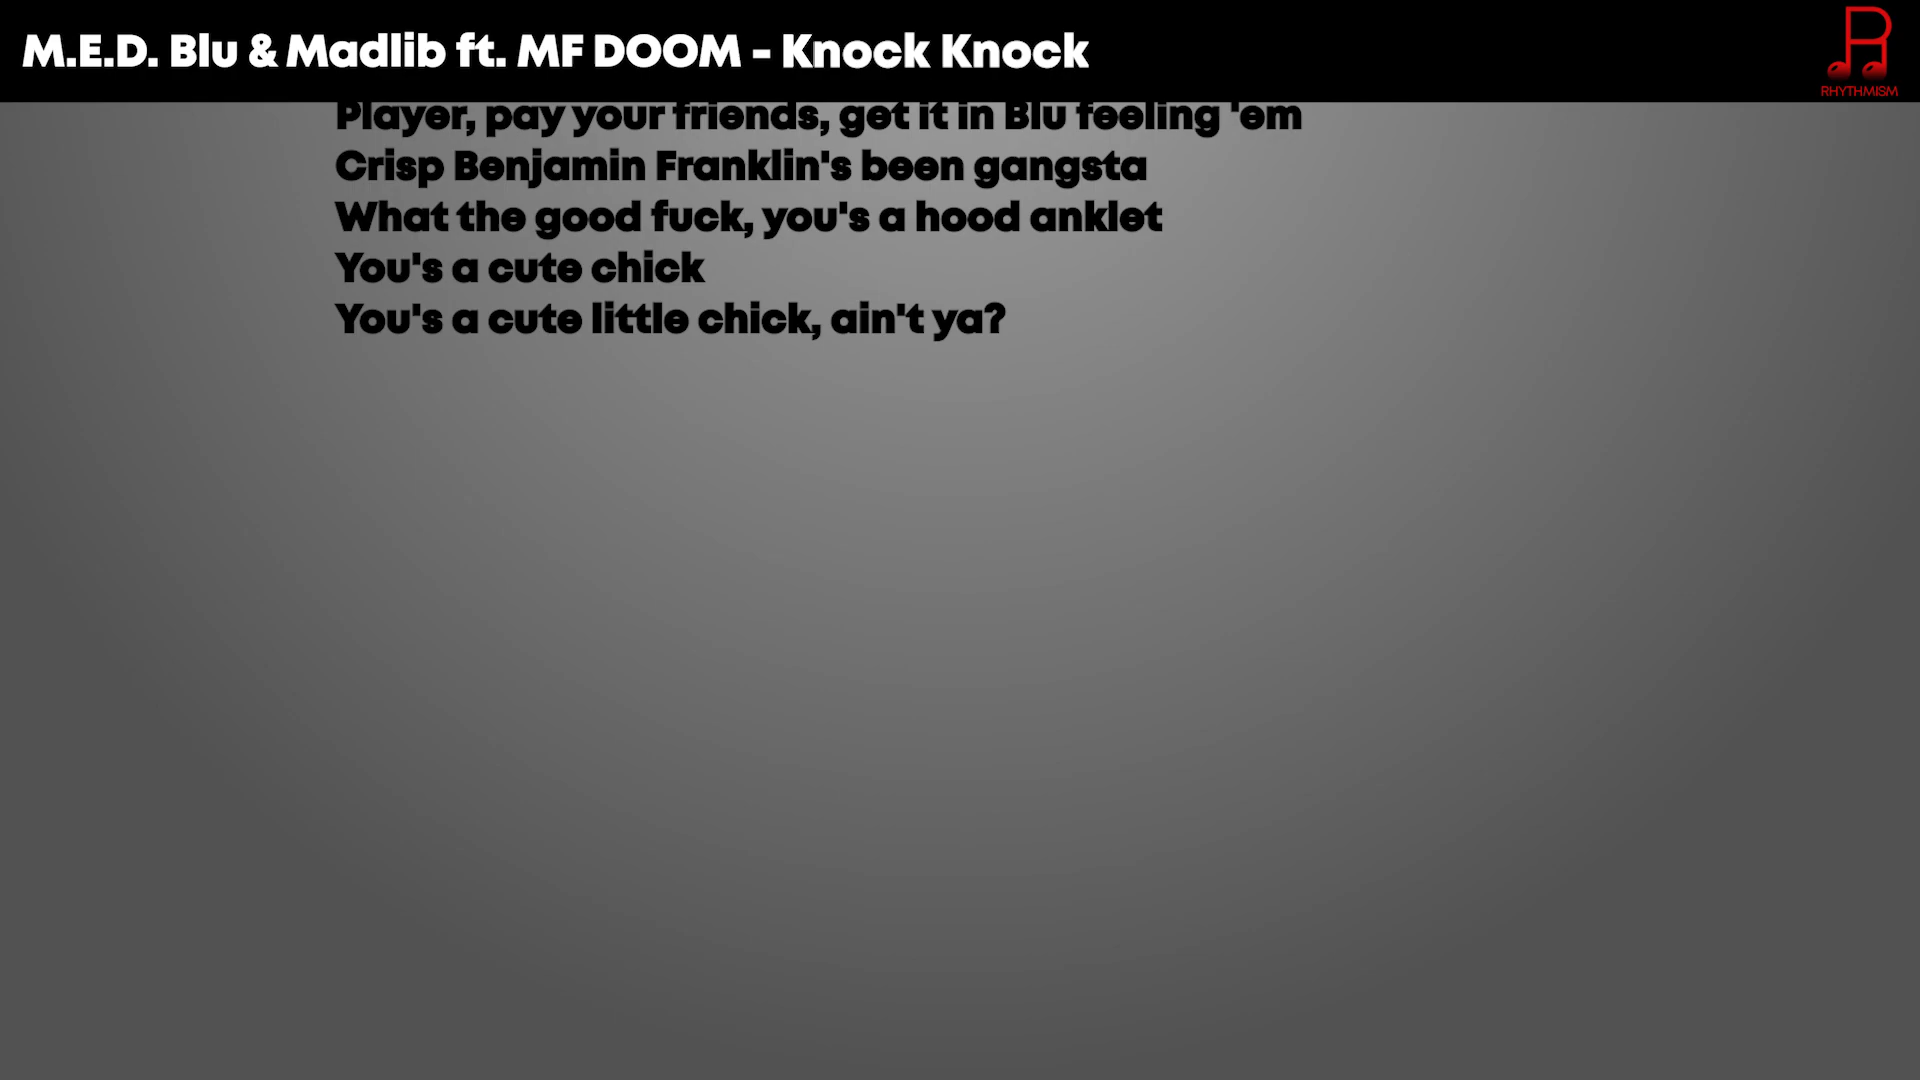 M.E.D. Blu & Madlib ft. MF DOOM - Knock Knock
RHYTHMISM
Player, pay your friends, get it in Blu feeling 'em
Crisp Benjamin Franklin's been gangsta
What the good fuck, you's a hood anklet
You's a cute chick
You's a cute little chick, ain't ya?